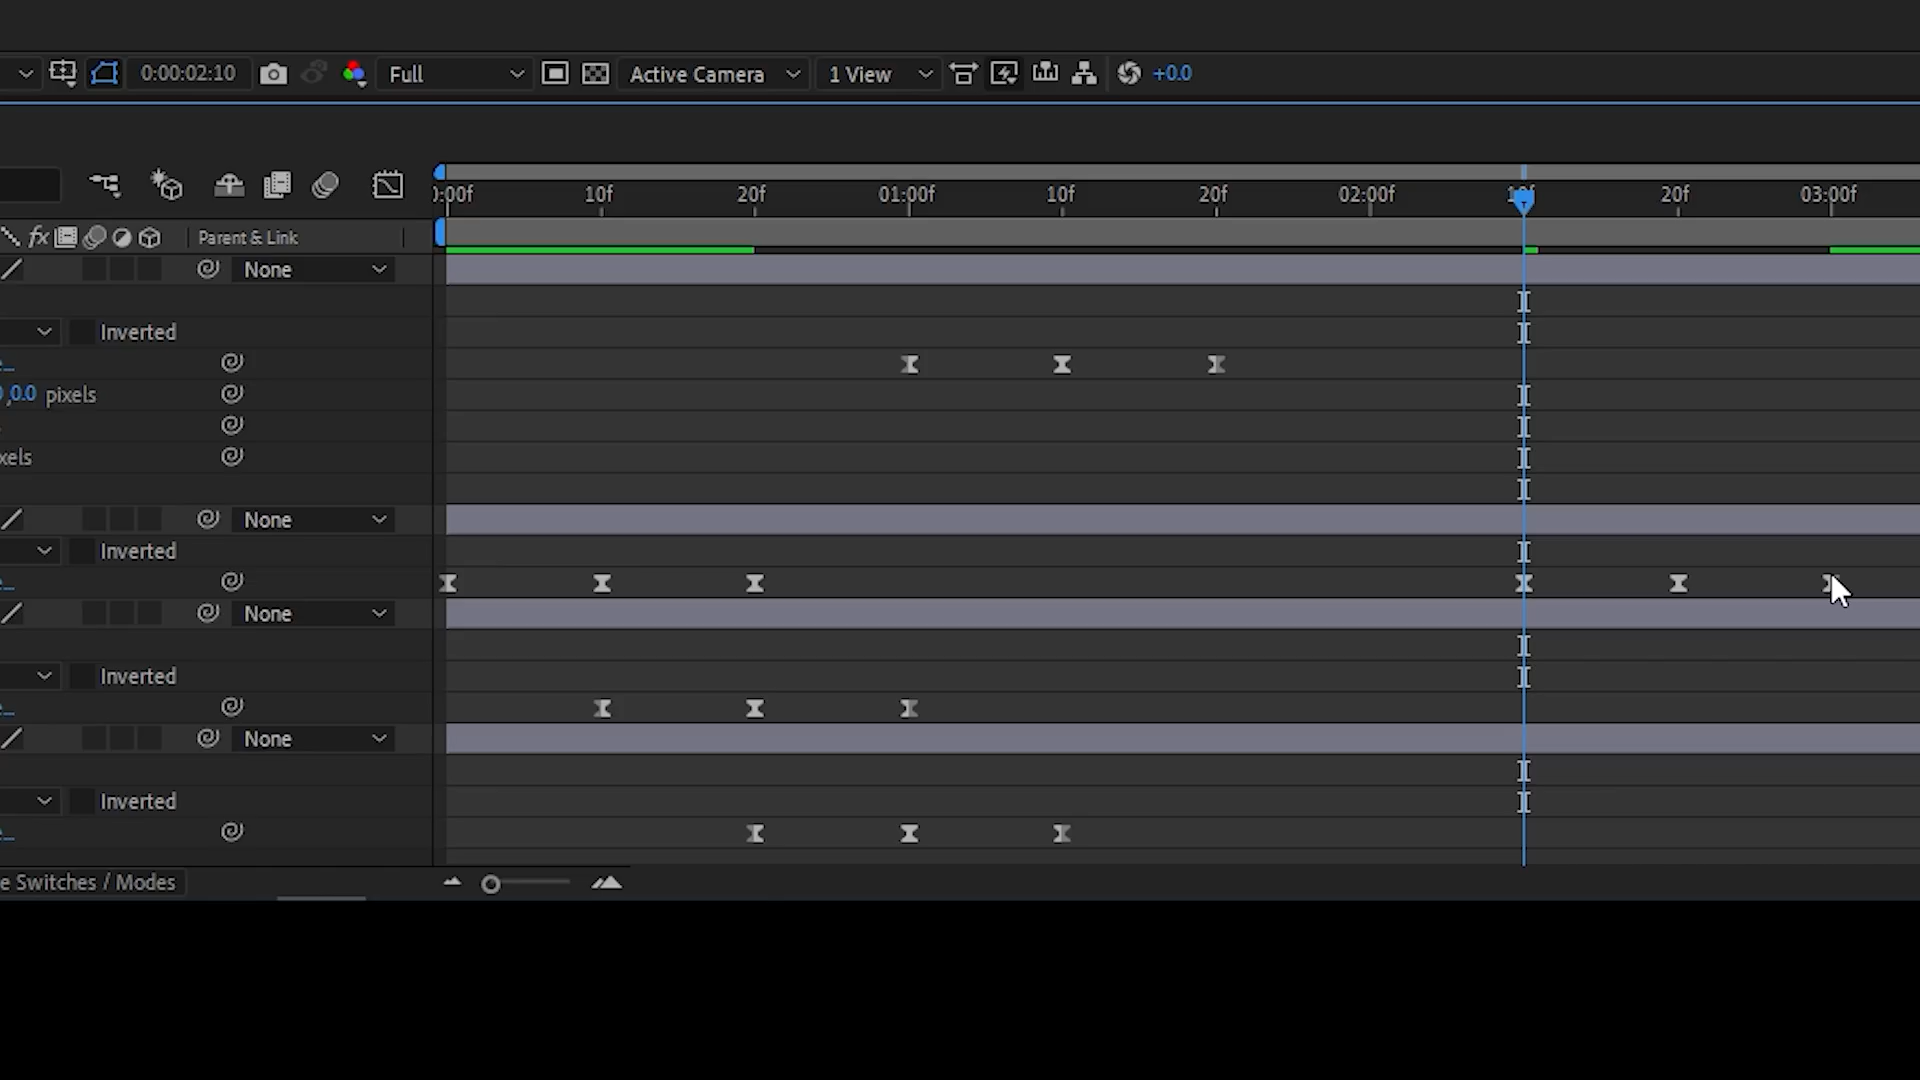 0:00:02:10 Full Active Camera 1 View +0.0
0:00f 10f 20f 01:00f 10f 20f 02:00f 10f 20f 03:00f
fx Parent & Link
None
Inverted
,0.0 pixels
xels
None
Inverted
None
Inverted
None
Inverted
e Switches / Modes